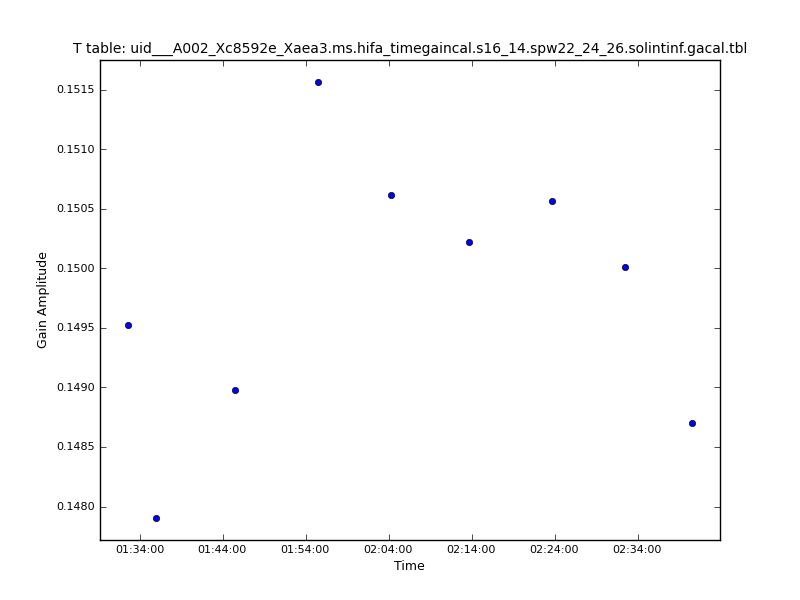 T table: uid___A002_Xc8592e_Xaea3.ms.hifa_timegaincal.s16_14.spw22_24_26.solintinf.gacal.tbl
0.1515
0.1510
0.1505
0.1500
0.1495
0.1490
0.1485
0.1480
Gain Amplitude
01:34:00 01:44:00 01:54:00 02:04:00 02:14:00 02:24:00 02:34:00
Time